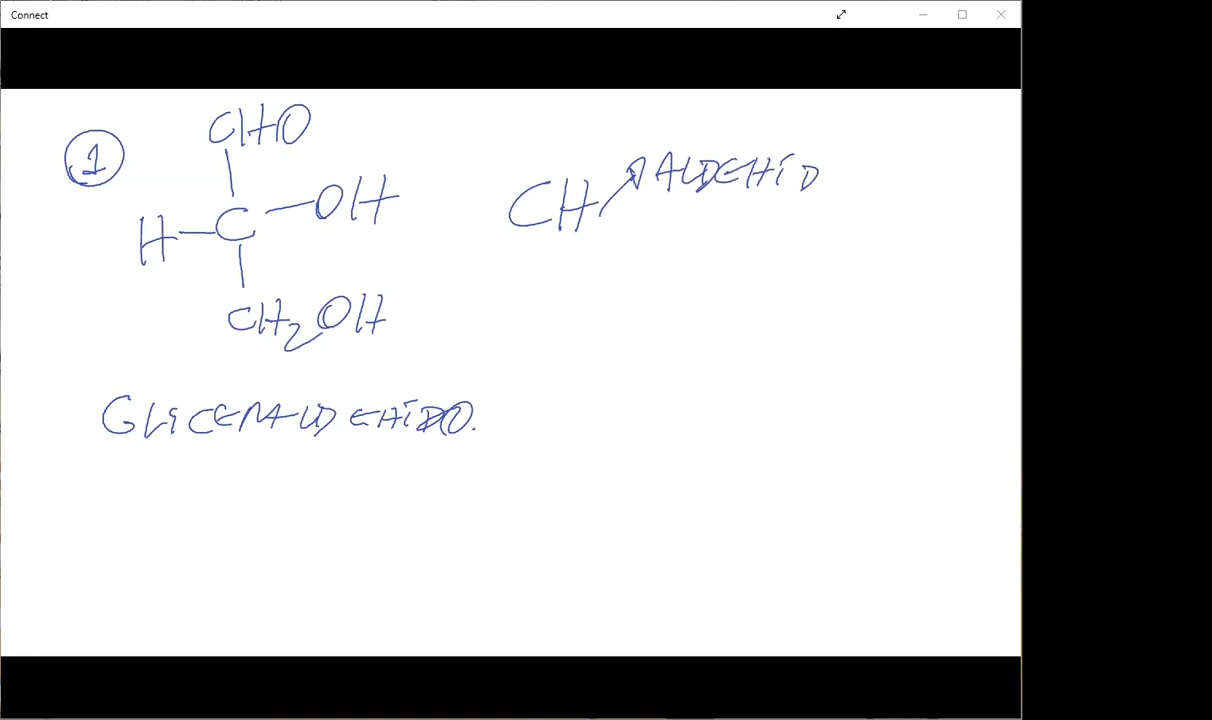 Connect
1
CHO
H-C-OH
CH2OH
CH ALDEHID
GLICERALDEHIDO.